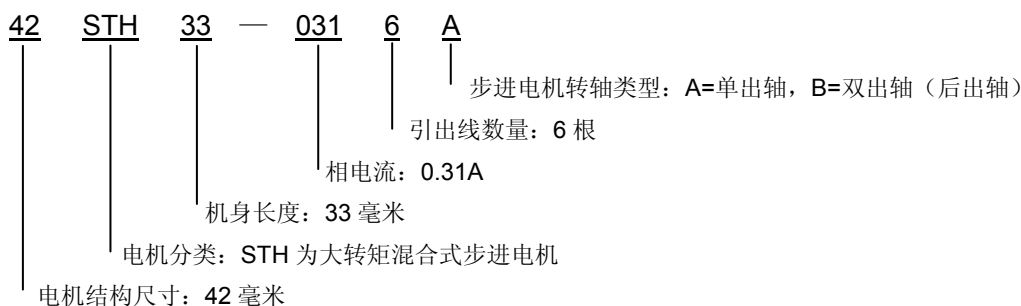 42 STH 33 — 031 6 A
步进电机转轴类型：A=单出轴，B=双出轴（后出轴）
引出线数量：6 根
相电流：0.31A
机身长度：33 毫米
电机分类：STH 为大转矩混合式步进电机
电机结构尺寸：42 毫米